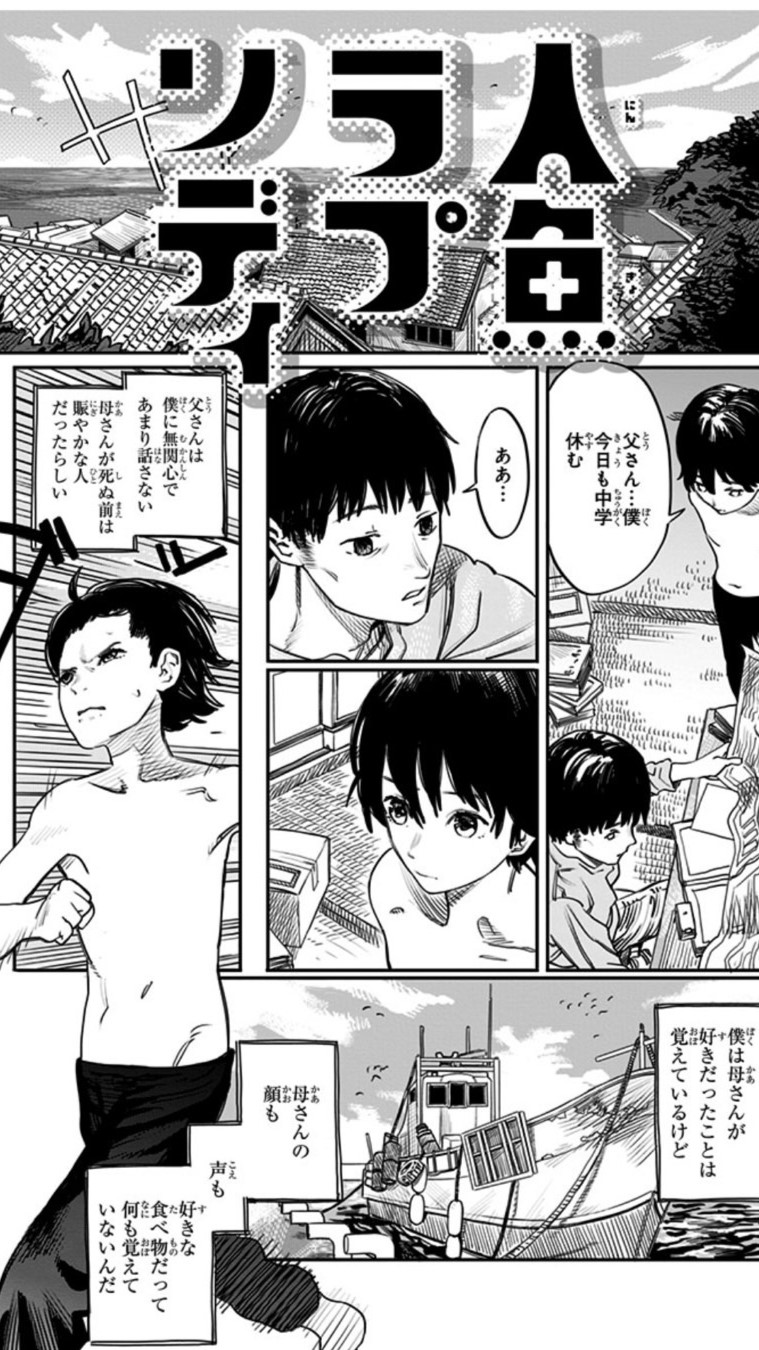 人魚
ラプ
ソディ
父さん…僕
今日も中学
休む
ああ…
父さんは
僕に無関心で
あまり話さない
母さんが死ぬ前は
賑やかな人
だったらしい
僕は母さんが
好きだったことは
覚えているけど
母さんの
顔も
声も
好きな
食べ物だって
何も覚えて
いないんだ